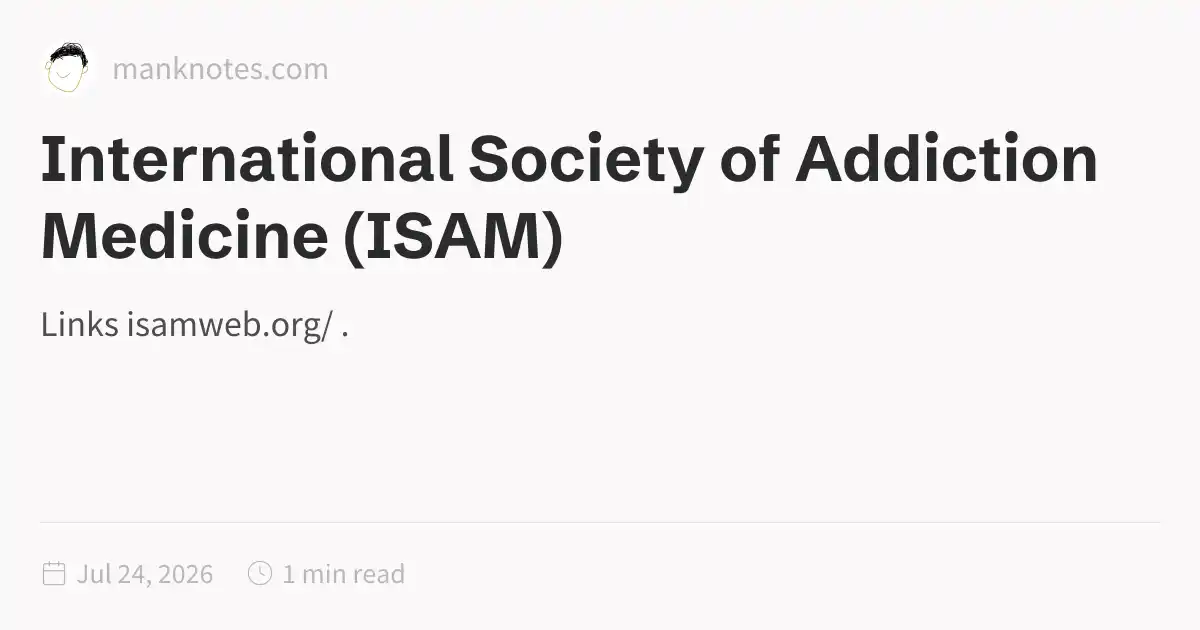 manknotes.com
International Society of Addiction
Medicine (ISAM)
Links isamweb.org/ .
Jul 24, 2026
1 min read